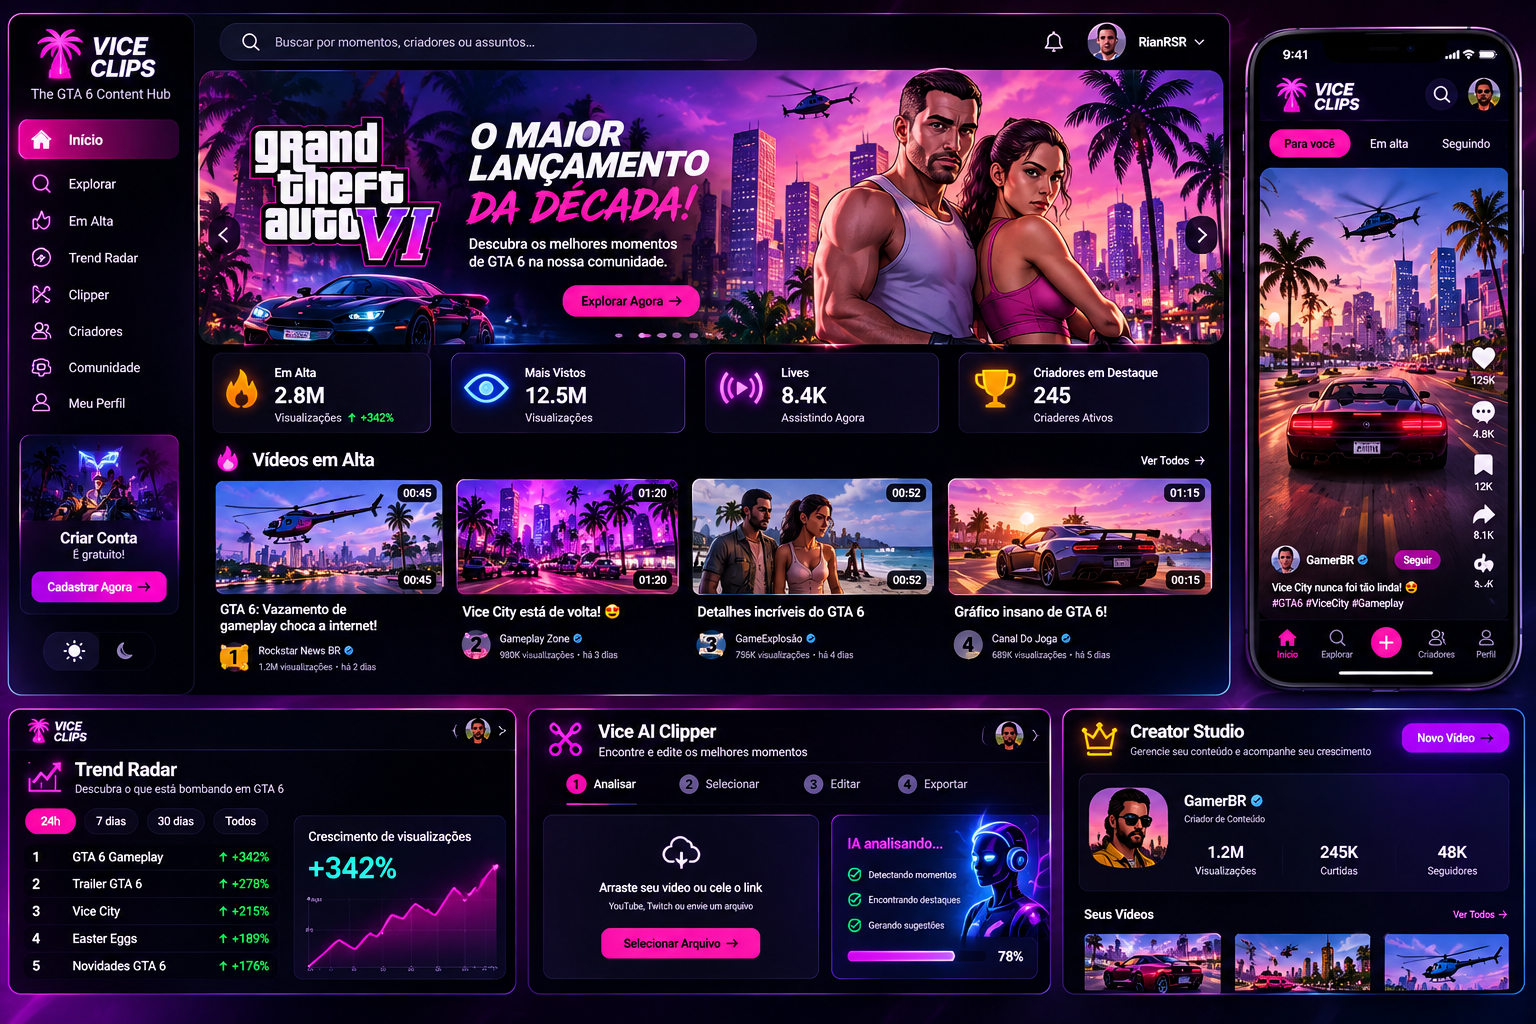 VICE
CLIPS
The GTA 6 Content Hub
Início
Explorar
Em Alta
Trend Radar
Clipper
Criadores
Comunidade
Meu Perfil
Criar Conta
É gratuito!
Cadastrar Agora →
Buscar por momentos, criadores ou assuntos...
RianRSR
grand
theft
auto VI
O MAIOR
LANÇAMENTO
DA DÉCADA!
Descubra os melhores momentos
de GTA 6 na nossa comunidade.
Explorar Agora →
Em Alta
2.8M
Visualizações ↑ +342%
Mais Vistos
12.5M
Visualizações
Lives
8.4K
Assistindo Agora
Criadores em Destaque
245
Criaderes Ativos
Vídeos em Alta
Ver Todos →
00:45
00:45
GTA 6: Vazamento de
gameplay choca a internet!
1
Rockstar News BR
1.2M visualizações • há 2 dias
01:20
01:20
Vice City está de volta! 😍
2
Gameplay Zone
980K visualizações • há 3 dias
00:52
00:52
Detalhes incríveis do GTA 6
3
GameExplosão
756K visualizações • há 4 dias
01:15
00:15
Gráfico insano de GTA 6!
4
Canal Do Joga
689K visualizações • há 5 dias
9:41
VICE
CLIPS
Para você
Em alta
Seguindo
125K
4.8K
12K
8.1K
GamerBR
Seguir
Vice City nunca foi tão linda! 😍
#GTA6 #ViceCity #Gameplay
Início
Explorar
Criadores
Perfil
VICE
CLIPS
Trend Radar
Descubra o que está bombando em GTA 6
24h
7 dias
30 dias
Todos
1 GTA 6 Gameplay ↑ +342%
2 Trailer GTA 6 ↑ +278%
3 Vice City ↑ +215%
4 Easter Eggs ↑ +189%
5 Novidades GTA 6 ↑ +176%
Crescimento de visualizações
+342%
Vice AI Clipper
Encontre e edite os melhores momentos
1 Analisar
2 Selecionar
3 Editar
4 Exportar
Arraste seu video ou cele o link
YouTube, Twitch ou envie um arquivo
Selecionar Arquivo →
IA analisando...
Detectando momentos
Encontrando destaques
Gerando sugestões
78%
Creator Studio
Gerencie seu conteúdo e acompanhe seu crescimento
Novo Vídeo →
GamerBR
Criador de Conteúdo
1.2M
Visualizações
245K
Curtidas
48K
Seguidores
Seus Vídeos
Ver Todos →